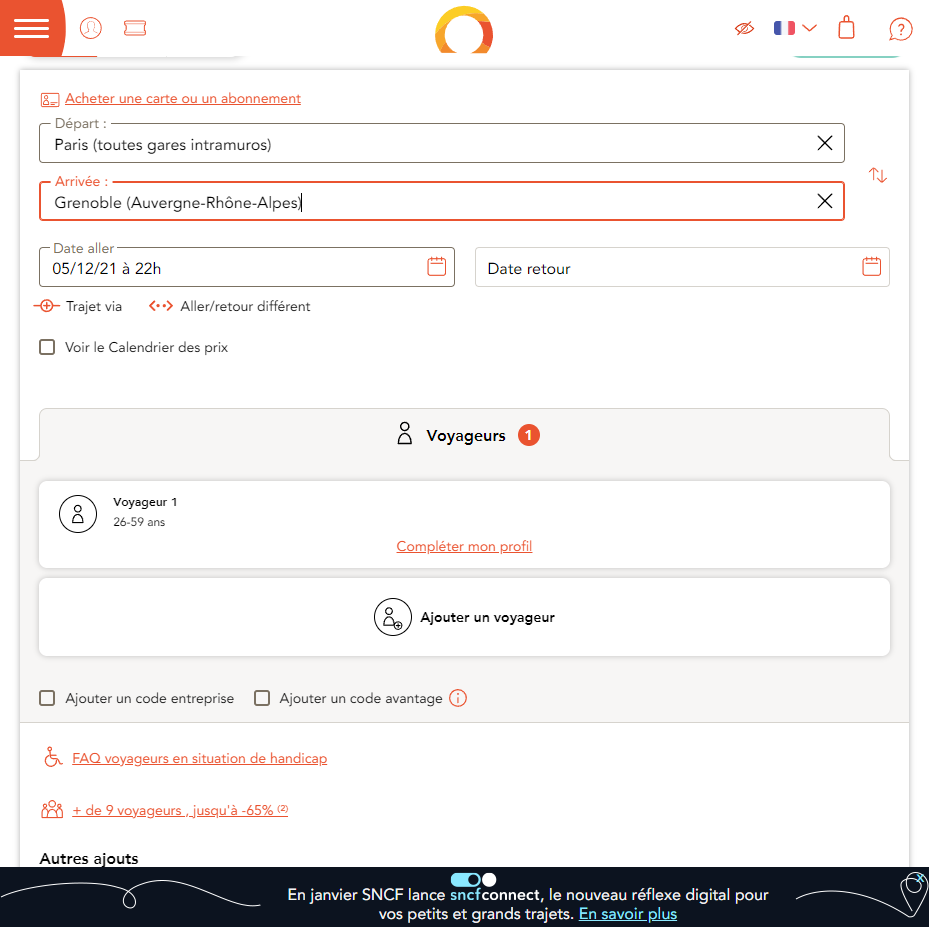 Acheter une carte ou un abonnement
Départ :
Paris (toutes gares intramuros)
Arrivée :
Grenoble (Auvergne-Rhône-Alpes)
Date aller
05/12/21 à 22h
Date retour
Trajet via
Aller/retour différent
Voir le Calendrier des prix
Voyageurs 1
Voyageur 1
26-59 ans
Compléter mon profil
Ajouter un voyageur
Ajouter un code entreprise
Ajouter un code avantage
FAQ voyageurs en situation de handicap
+ de 9 voyageurs , jusqu'à -65% (2)
Autres ajouts
En janvier SNCF lance sncfconnect, le nouveau réflexe digital pour
vos petits et grands trajets. En savoir plus